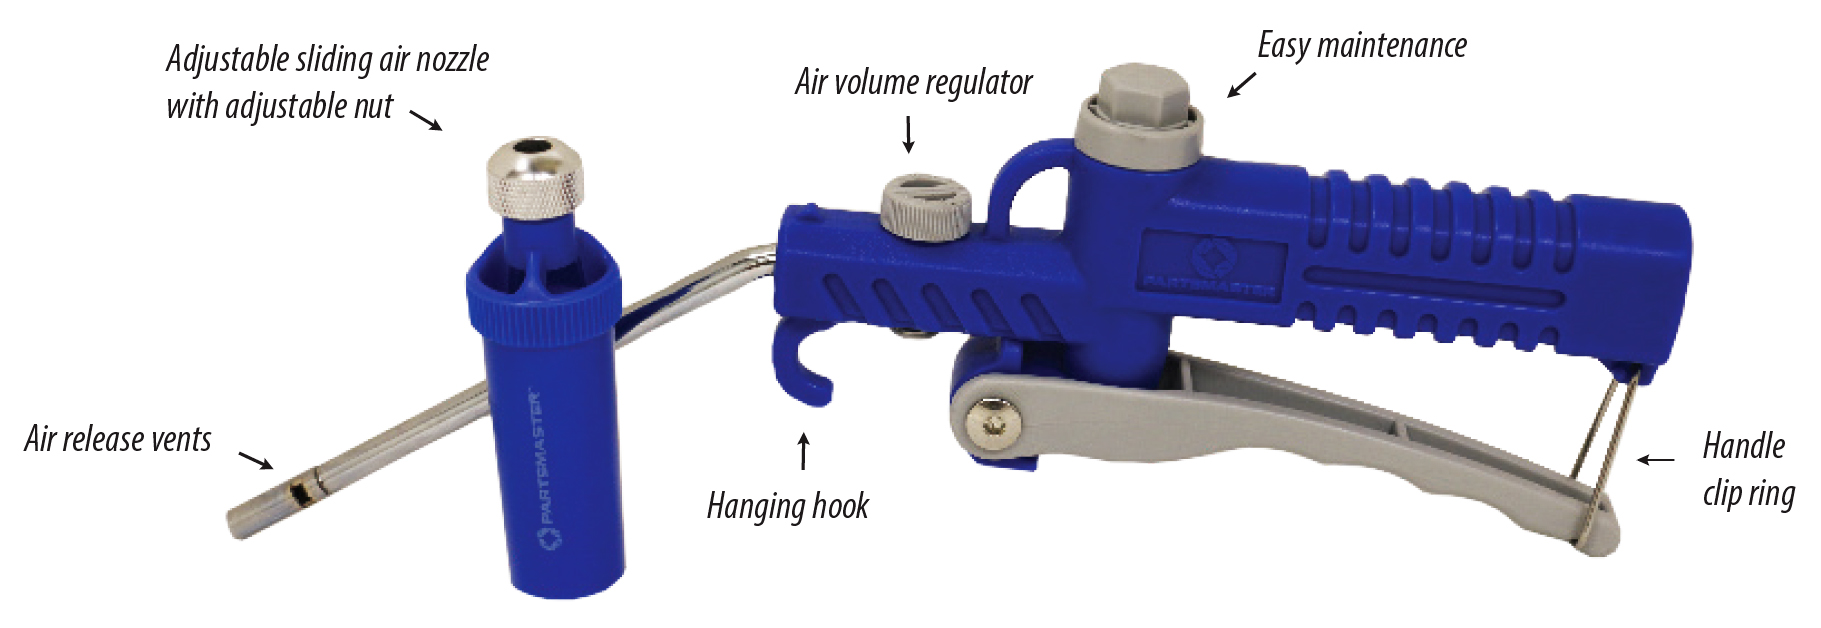 Adjustable sliding air nozzle
with adjustable nut
Air volume regulator
Easy maintenance
PARTSMASTER
Air release vents
PARTSMASTER
Hanging hook
Handle
clip ring